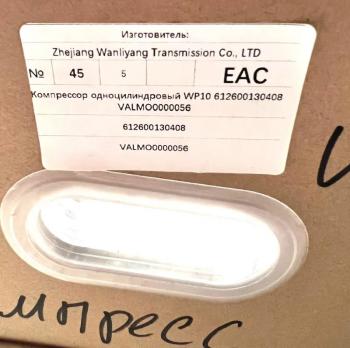 Изготовитель:
Zhejiang Wanliyang Transmission Co., LTD
№ 45 5 EAC
Компрессор одноцилиндровый WP10 612600130408
VALMO0000056
612600130408
VALMO0000056
мпресс